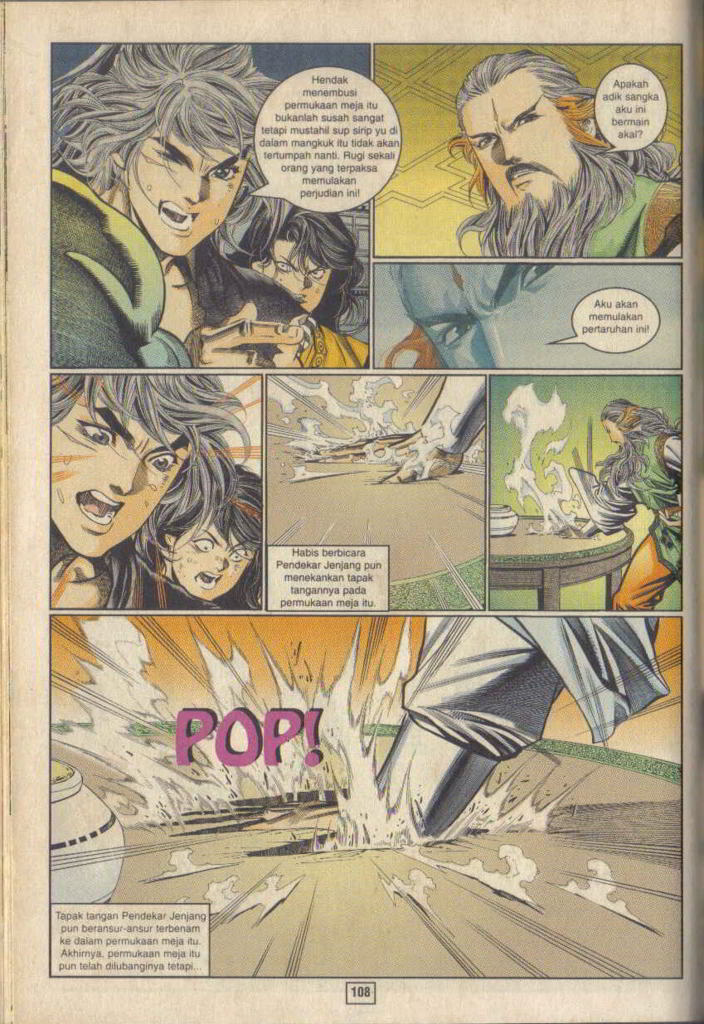 Hendak
menembusi
permukaan meja itu
bukanlah susah sangat
tetapi mustahil sup sirip yu di
dalam mangkuk itu tidak akan
tertumpah nanti. Rugi sekali
orang yang terpaksa
memulakan
perjudian ini!
Apakah
adik sangka
aku ini
bermain
akal?
Aku akan
memulakan
pertaruhan ini!
Habis berbicara
Pendekar Jenjang pun
menekankan tapak
tangannya pada
permukaan meja itu.
POP!
Tapak tangan Pendekar Jenjang
pun beransur-ansur terbenam
ke dalam permukaan meja itu.
Akhirnya, permukaan meja itu
pun telah dilubanginya tetapi...
108